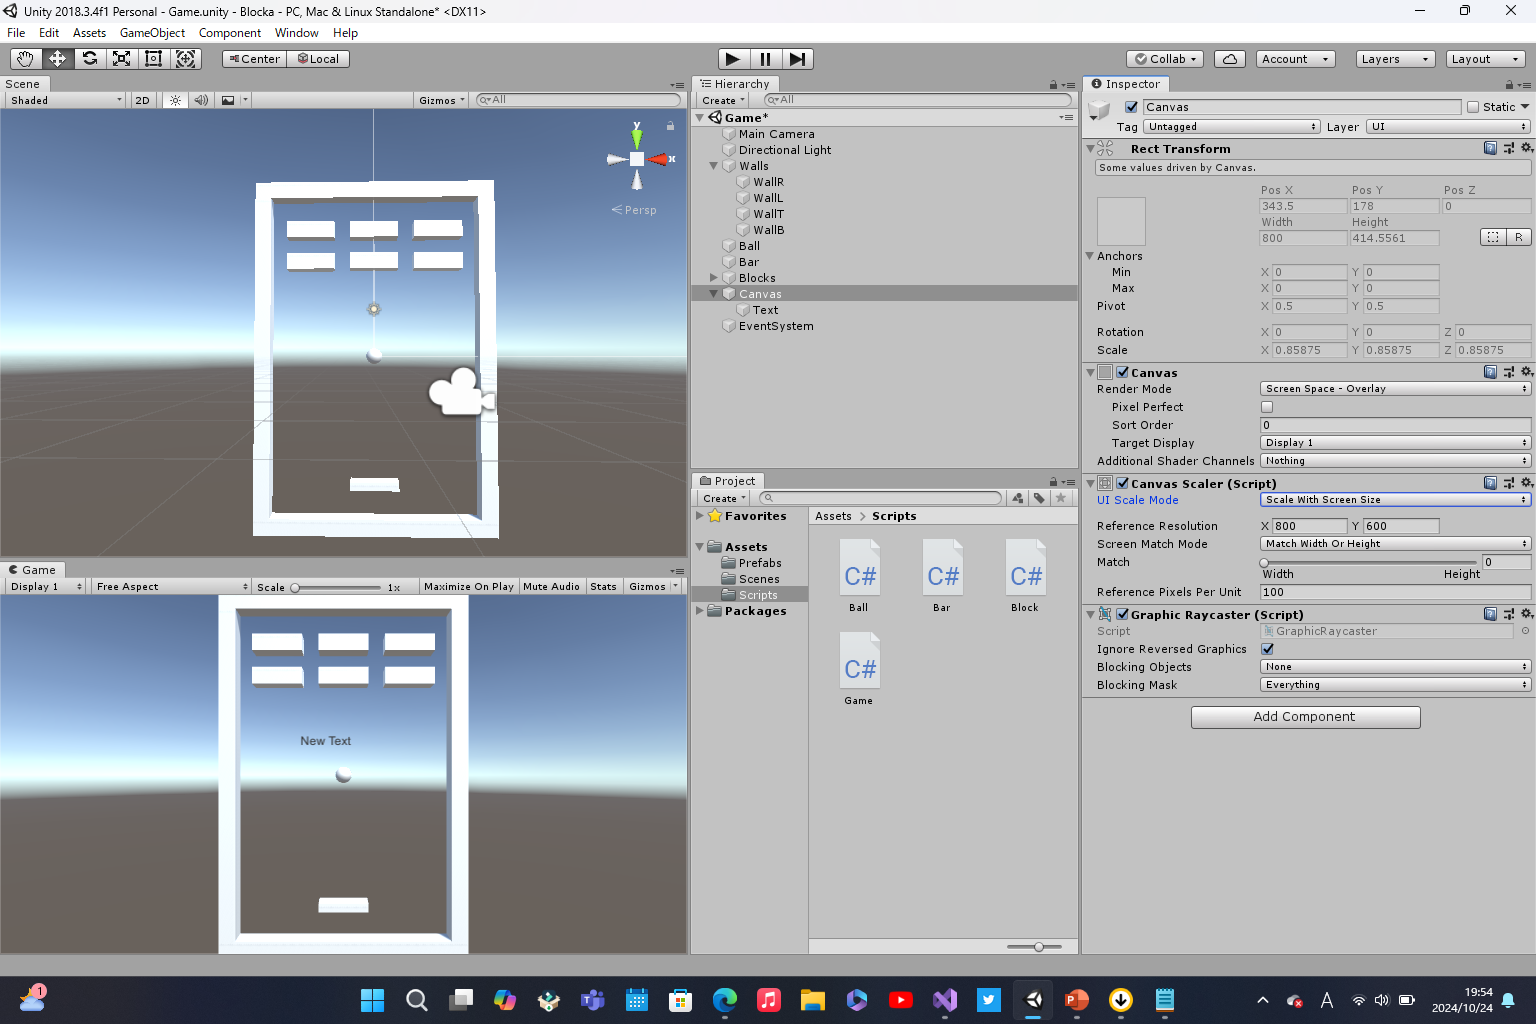 Unity 2018.3.4f1 Personal - Game.unity - Blocka - PC, Mac & Linux Standalone* <DX11>
File Edit Assets GameObject Component Window Help
Center Local Collab Account Layers Layout
Scene
Shaded 2D Gizmos All
y
x
Persp
Game
Display 1 Free Aspect Scale 1x Maximize On Play Mute Audio Stats Gizmos
New Text
Hierarchy
Create All
Game*
Main Camera
Directional Light
Walls
WallR
WallL
WallT
WallB
Ball
Bar
Blocks
Canvas
Text
EventSystem
Project
Create
Favorites
Assets
Prefabs
Scenes
Scripts
Packages
Assets > Scripts
C# C# C#
Ball Bar Block
C#
Game
Inspector
Canvas Static
Tag Untagged Layer UI
Rect Transform
Some values driven by Canvas.
Pos X Pos Y Pos Z
343.5 178 0
Width Height
800 414.5561
R
Anchors
Min X 0 Y 0
Max X 0 Y 0
Pivot X 0.5 Y 0.5
Rotation X 0 Y 0 Z 0
Scale X 0.85875 Y 0.85875 Z 0.85875
Canvas
Render Mode Screen Space - Overlay
Pixel Perfect
Sort Order 0
Target Display Display 1
Additional Shader Channels Nothing
Canvas Scaler (Script)
UI Scale Mode Scale With Screen Size
Reference Resolution X 800 Y 600
Screen Match Mode Match Width Or Height
Match 0
Width Height
Reference Pixels Per Unit 100
Graphic Raycaster (Script)
Script GraphicRaycaster
Ignore Reversed Graphics
Blocking Objects None
Blocking Mask Everything
Add Component
1
A
19:54
2024/10/24